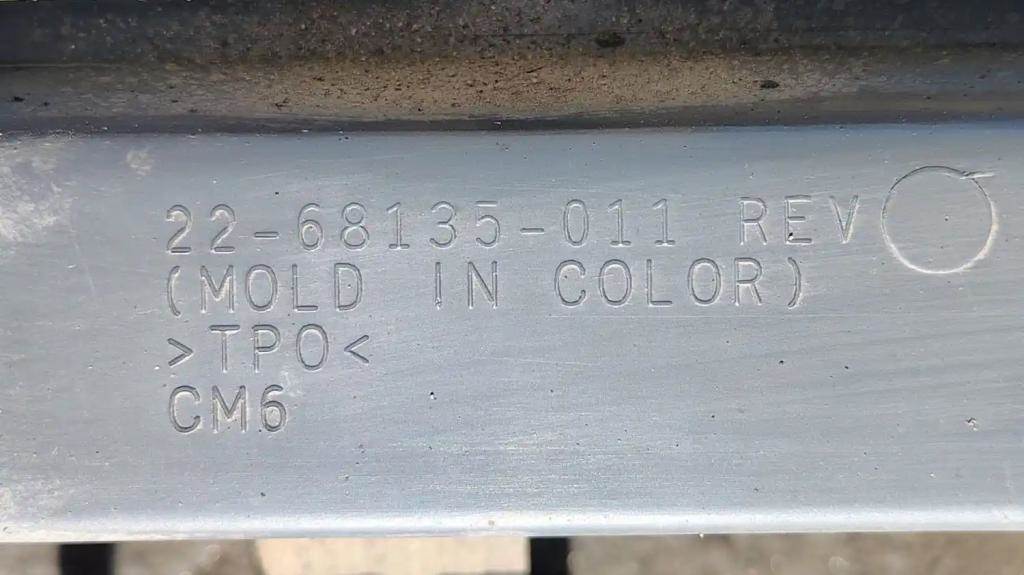 22-68135-011 REV
(MOLD IN COLOR)
>TPO<
CM6